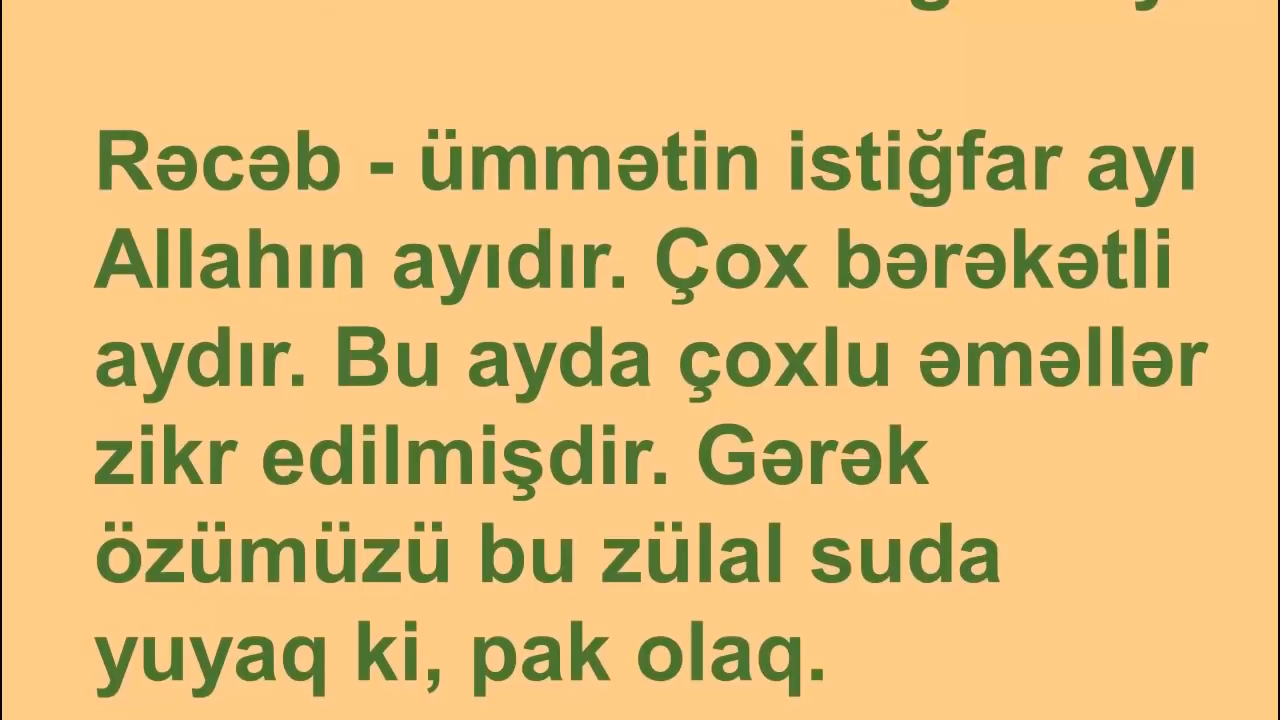 Rəcəb - ümmətin istiğfar ayı
Allahın ayıdır. Çox bərəkətli
aydır. Bu ayda çoxlu əməllər
zikr edilmişdir. Gərək
özümüzü bu zülal suda
yuyaq ki, pak olaq.